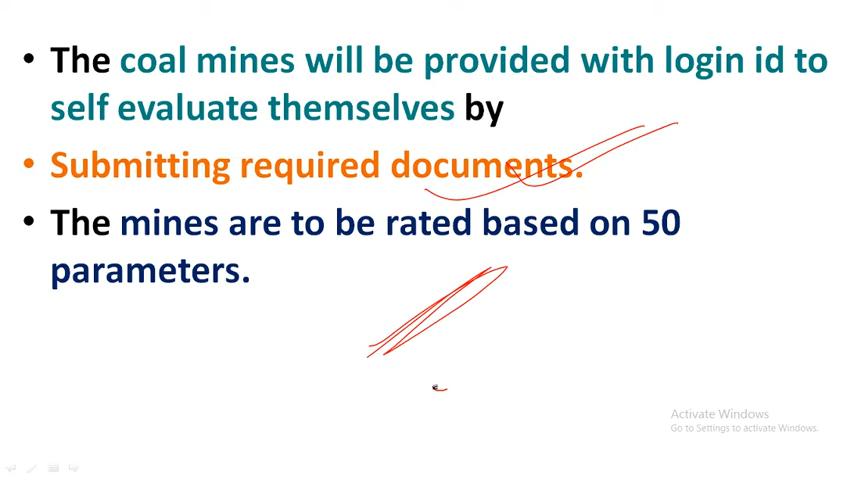 • The coal mines will be provided with login id to
self evaluate themselves by
• Submitting required documents.
• The mines are to be rated based on 50
parameters.
Activate Windows
Go to Settings to activate Windows.